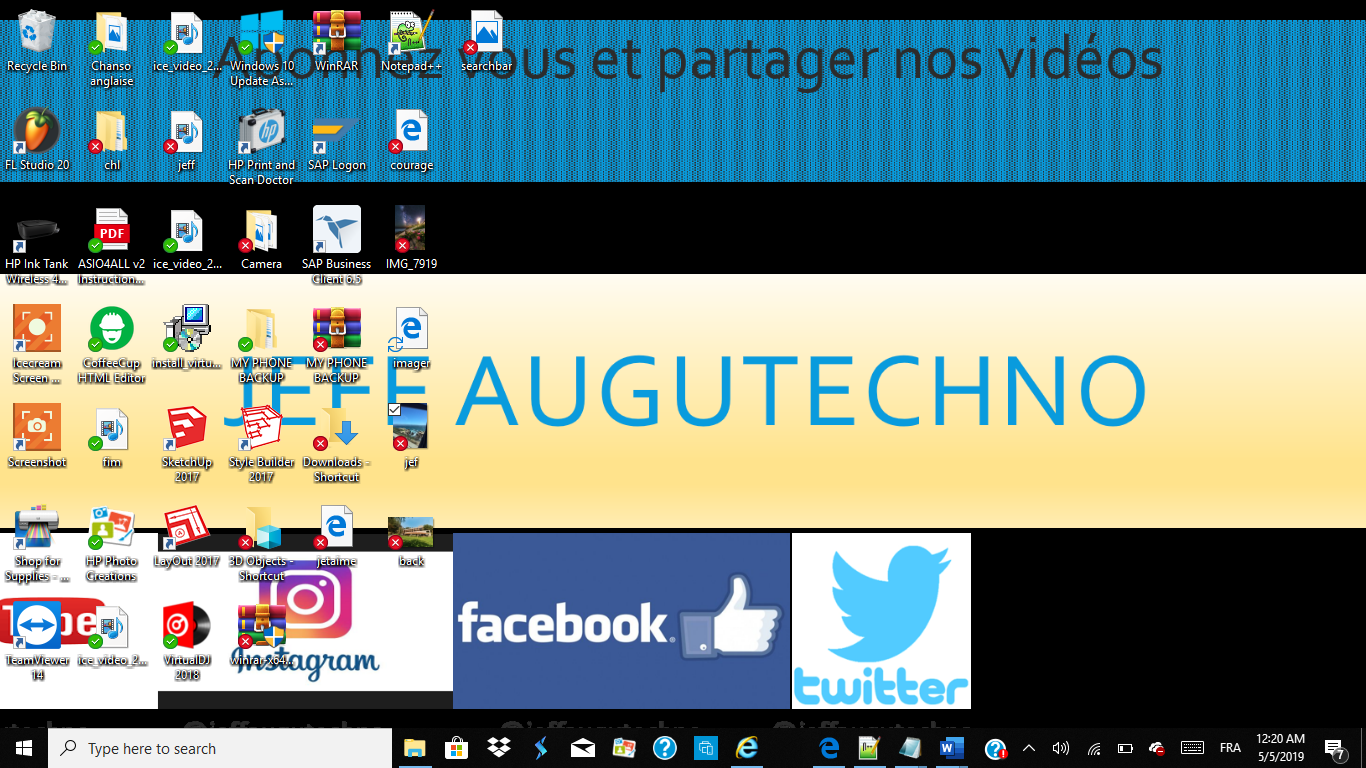 Abonnez vous et partager nos vidéos
Recycle Bin
Chanso
anglaise
ice_video_2...
Windows 10
Update As...
WinRAR
Notepad++
searchbar
FL Studio 20
chl
jeff
HP Print and
Scan Doctor
SAP Logon
courage
HP Ink Tank
Wireless 4...
PDF
ASIO4ALL v2
Instruction...
ice_video_2...
Camera
SAP Business
Client 6.5
IMG_7919
JEFF AUGUTECHNO
Icecream
Screen ...
CoffeeCup
HTML Editor
install_virtu...
MY PHONE
BACKUP
MY PHONE
BACKUP
imager
Screenshot
fim
SketchUp
2017
Style Builder
2017
Downloads -
Shortcut
jef
Shop for
Supplies - ...
HP Photo
Creations
LayOut 2017
3D Objects -
Shortcut
jetaime
back
TeamViewer
14
ice_video_2...
VirtualDJ
2018
winrar-x64...
Instagram
facebook
twitter
@jeffaugutechno
@jeffaugutechno
@jeffaugutechno
Type here to search
FRA
12:20 AM
5/5/2019
7